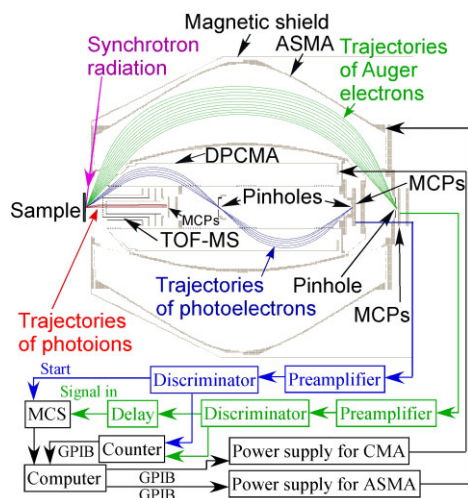 Magnetic shield
ASMA
Synchrotron
radiation
Trajectories
of Auger
electrons
DPCMA
MCPs
Pinholes
Sample
MCPs
TOF-MS
Trajectories
of photoelectrons
Pinhole
MCPs
Trajectories
of photoions
Start
Discriminator
Preamplifier
Signal in
MCS
Delay
Discriminator
Preamplifier
GPIB
Counter
Power supply for CMA
Computer
GPIB
GPIB
Power supply for ASMA